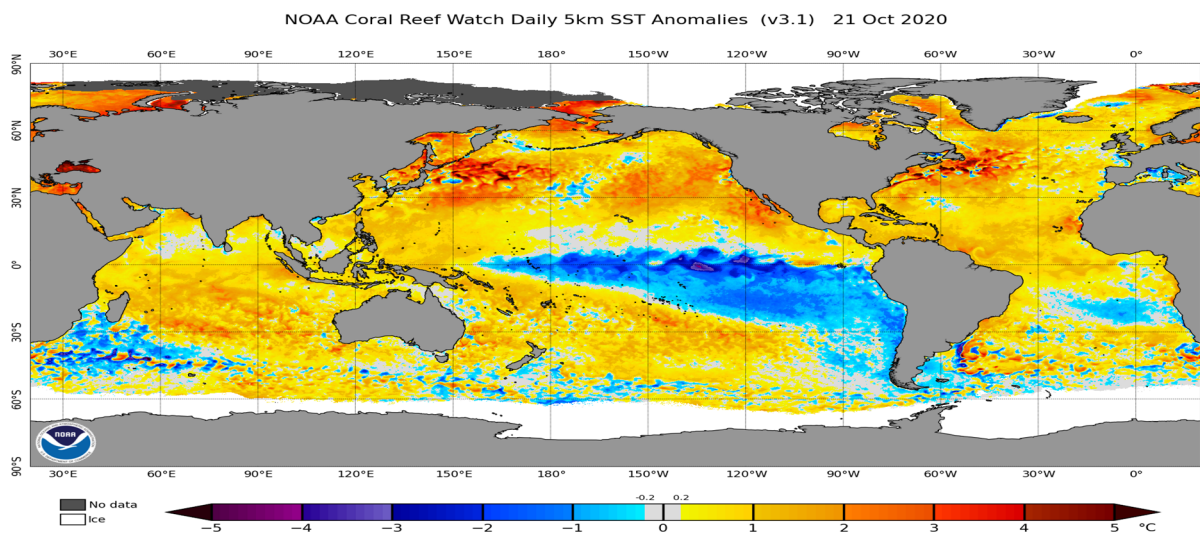 NOAA Coral Reef Watch Daily 5km SST Anomalies (v3.1) 21 Oct 2020
30°E 60°E 90°E 120°E 150°E 180° 150°W 120°W 90°W 60°W 30°W 0°
90°N
60°N
30°N
0°
30°S
60°S
90°S
NOAA
30°E 60°E 90°E 120°E 150°E 180° 150°W 120°W 90°W 60°W 30°W 0°
-0.2 0.2
No data
Ice
−5 −4 −3 −2 −1 0 1 2 3 4 5 °C